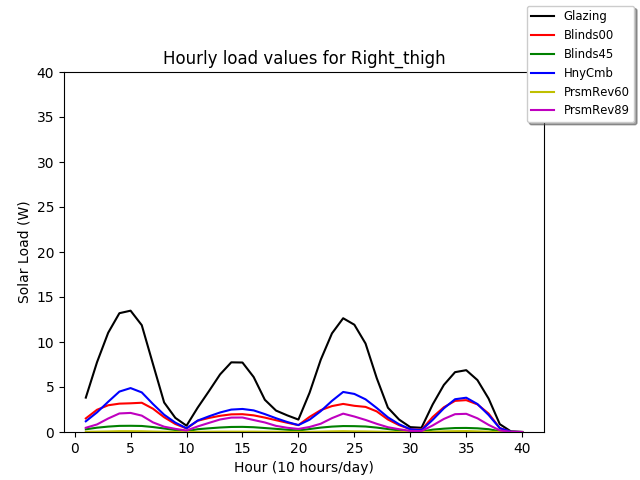 Glazing
Blinds00
Blinds45
HnyCmb
PrsmRev60
PrsmRev89
Hourly load values for Right_thigh
40
35
30
25
20
15
10
5
0
Solar Load (W)
0 5 10 15 20 25 30 35 40
Hour (10 hours/day)